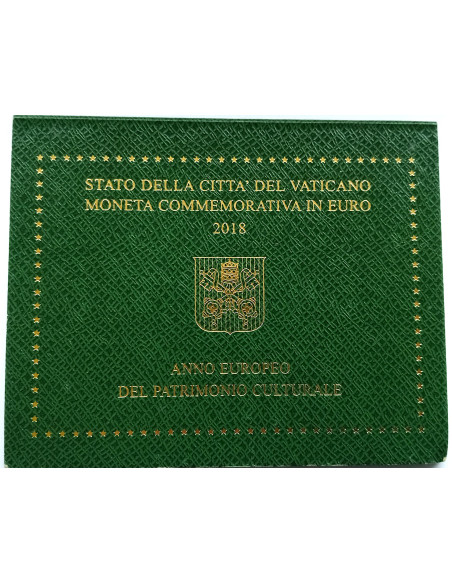 STATO DELLA CITTA' DEL VATICANO
MONETA COMMEMORATIVA IN EURO
2018
ANNO EUROPEO
DEL PATRIMONIO CULTURALE